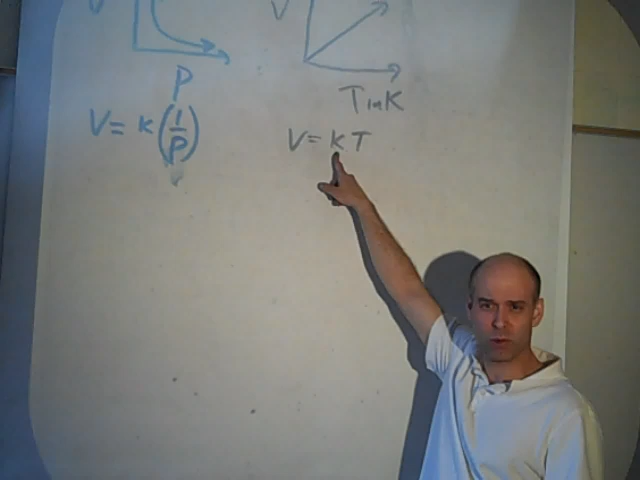 V
V
P
T in K
V = k(1/P)
V = kT